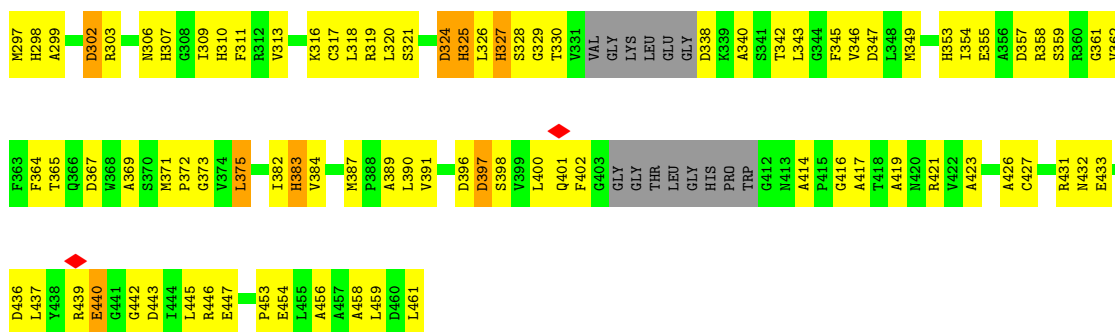 M297 H298 A299 D302 R303 N306 H307 G308 I309 H310 F311 R312 V313 K316 C317 L318 R319 L320 S321 D324 H325 L326 H327 S328 G329 T330 V331 VAL GLY LYS LEU GLU GLY D338 K339 A340 S341 T342 L343 G344 F345 V346 D347 L348 M349 H353 I354 E355 A356 D357 R358 S359 R360 G361
F363 F364 T365 Q366 D367 W368 A369 S370 M371 P372 G373 V374 L375 I382 H383 V384 M387 P388 A389 L390 V391 D396 D397 S398 V399 L400 Q401 F402 G403 GLY GLY THR LEU GLY HIS PRO TRP G412 N413 A414 P415 G416 A417 T418 A419 N420 R421 V422 A423 A426 C427 R431 N432 E433
D436 L437 Y438 R439 E440 G441 G442 D443 I444 L445 R446 E447 P453 E454 L455 A456 A457 A458 L459 D460 L461